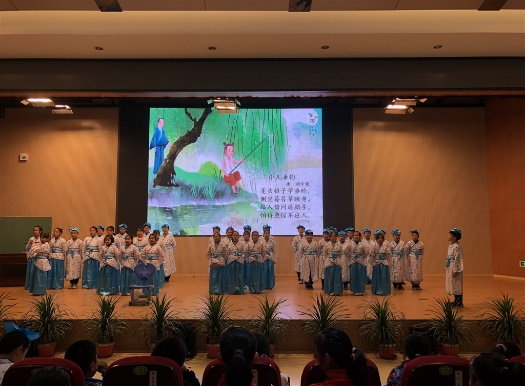 小儿垂钓
唐 胡令能
蓬头稚子学垂纶,
侧坐莓苔草映身。
路人借问遥招手,
怕得鱼惊不应人。